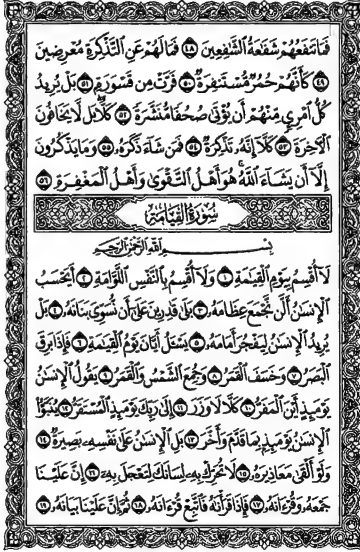 فَمَا تَنفَعُهُمْ شَفَٰعَةُ ٱلشَّٰفِعِينَ ٤٨ فَمَا لَهُمْ عَنِ ٱلتَّذْكِرَةِ مُعْرِضِينَ
٤٩ كَأَنَّهُمْ حُمُرٌ مُّسْتَنفِرَةٌ ٥٠ فَرَّتْ مِن قَسْوَرَةٍۭ ٥١ بَلْ يُرِيدُ
كُلُّ ٱمْرِئٍ مِّنْهُمْ أَن يُؤْتَىٰ صُحُفًا مُّنَشَّرَةً ٥٢ كَلَّا بَل لَّا يَخَافُونَ
ٱلْـَٔاخِرَةَ ٥٣ كَلَّآ إِنَّهُۥ تَذْكِرَةٌ ٥٤ فَمَن شَآءَ ذَكَرَهُۥ ٥٥ وَمَا يَذْكُرُونَ
إِلَّآ أَن يَشَآءَ ٱللَّهُ هُوَ أَهْلُ ٱلتَّقْوَىٰ وَأَهْلُ ٱلْمَغْفِرَةِ ٥٦
سُورَةُ ٱلْقِيَامَةِ
بِسْمِ ٱللَّهِ ٱلرَّحْمَٰنِ ٱلرَّحِيمِ
لَآ أُقْسِمُ بِيَوْمِ ٱلْقِيَٰمَةِ ١ وَلَآ أُقْسِمُ بِٱلنَّفْسِ ٱللَّوَّامَةِ ٢ أَيَحْسَبُ
ٱلْإِنسَٰنُ أَلَّن نَّجْمَعَ عِظَامَهُۥ ٣ بَلَىٰ قَٰدِرِينَ عَلَىٰٓ أَن نُّسَوِّىَ بَنَانَهُۥ ٤ بَلْ
يُرِيدُ ٱلْإِنسَٰنُ لِيَفْجُرَ أَمَامَهُۥ ٥ يَسْـَٔلُ أَيَّانَ يَوْمُ ٱلْقِيَٰمَةِ ٦ فَإِذَا بَرِقَ
ٱلْبَصَرُ ٧ وَخَسَفَ ٱلْقَمَرُ ٨ وَجُمِعَ ٱلشَّمْسُ وَٱلْقَمَرُ ٩ يَقُولُ ٱلْإِنسَٰنُ
يَوْمَئِذٍ أَيْنَ ٱلْمَفَرُّ ١٠ كَلَّا لَا وَزَرَ ١١ إِلَىٰ رَبِّكَ يَوْمَئِذٍ ٱلْمُسْتَقَرُّ ١٢ يُنَبَّؤُا۟
ٱلْإِنسَٰنُ يَوْمَئِذٍۭ بِمَا قَدَّمَ وَأَخَّرَ ١٣ بَلِ ٱلْإِنسَٰنُ عَلَىٰ نَفْسِهِۦ بَصِيرَةٌ ١٤
وَلَوْ أَلْقَىٰ مَعَاذِيرَهُۥ ١٥ لَا تُحَرِّكْ بِهِۦ لِسَانَكَ لِتَعْجَلَ بِهِۦٓ ١٦ إِنَّ عَلَيْنَا
جَمْعَهُۥ وَقُرْءَانَهُۥ ١٧ فَإِذَا قَرَأْنَٰهُ فَٱتَّبِعْ قُرْءَانَهُۥ ١٨ ثُمَّ إِنَّ عَلَيْنَا بَيَانَهُۥ ١٩